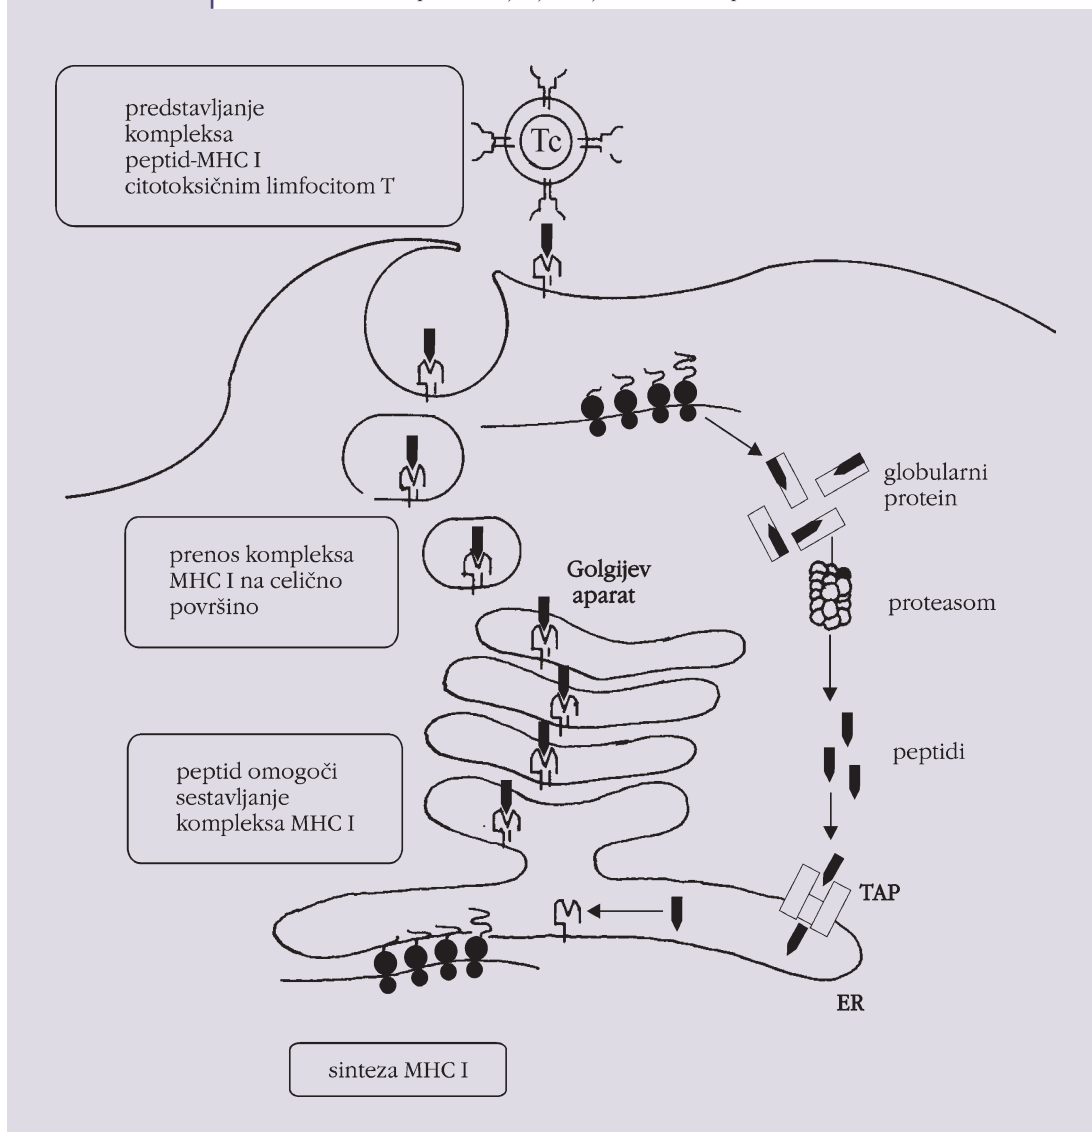 predstavljanje
kompleksa
peptid-MHC I
citotoksičnim limfocitom T
Tc
globularni
protein
prenos kompleksa
MHC I na celično
površino
Golgijev
aparat
proteasom
peptidi
peptid omogoči
sestavljanje
kompleksa MHC I
TAP
ER
sinteza MHC I